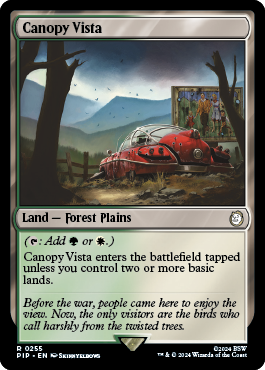 Canopy Vista
Land — Forest Plains
(: Add or .)
Canopy Vista enters the battlefield tapped
unless you control two or more basic
lands.
Before the war, people came here to enjoy the
view. Now, the only visitors are the birds who
call harshly from the twisted trees.
R 0255
PIP • EN Skinnyelbows
©2024 BSW
™ & © 2024 Wizards of the Coast